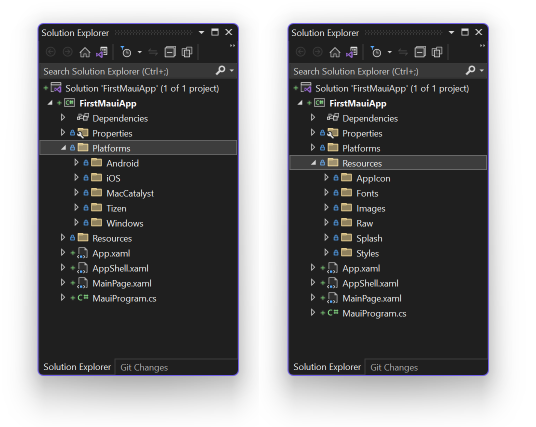 Solution Explorer
Search Solution Explorer (Ctrl+;)
Solution 'FirstMauiApp' (1 of 1 project)
FirstMauiApp
Dependencies
Properties
Platforms
Android
iOS
MacCatalyst
Tizen
Windows
Resources
App.xaml
AppShell.xaml
MainPage.xaml
C# MauiProgram.cs
Solution Explorer Git Changes
Solution Explorer
Search Solution Explorer (Ctrl+;)
Solution 'FirstMauiApp' (1 of 1 project)
FirstMauiApp
Dependencies
Properties
Platforms
Resources
AppIcon
Fonts
Images
Raw
Splash
Styles
App.xaml
AppShell.xaml
MainPage.xaml
C# MauiProgram.cs
Solution Explorer Git Changes